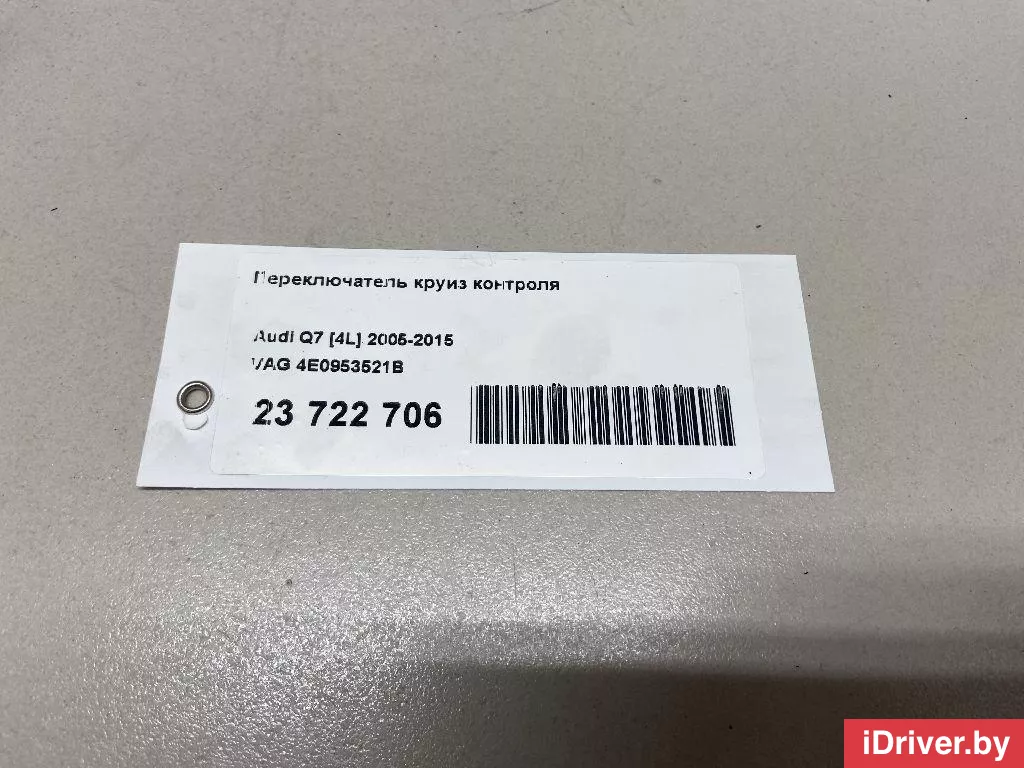 Переключатель круиз контроля
Audi Q7 [4L] 2005-2015
VAG 4E0953521B
23 722 706
iDriver.by